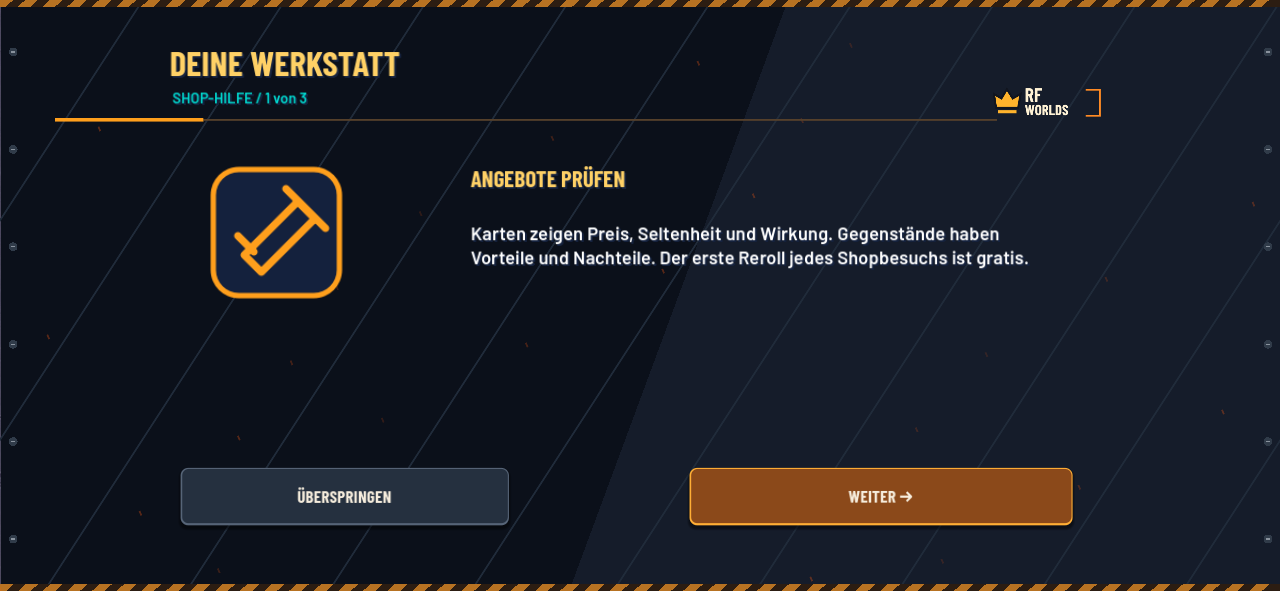 DEINE WERKSTATT
SHOP-HILFE / 1 von 3
RF
WORLDS
ANGEBOTE PRÜFEN
Karten zeigen Preis, Seltenheit und Wirkung. Gegenstände haben
Vorteile und Nachteile. Der erste Reroll jedes Shopbesuchs ist gratis.
ÜBERSPRINGEN
WEITER →